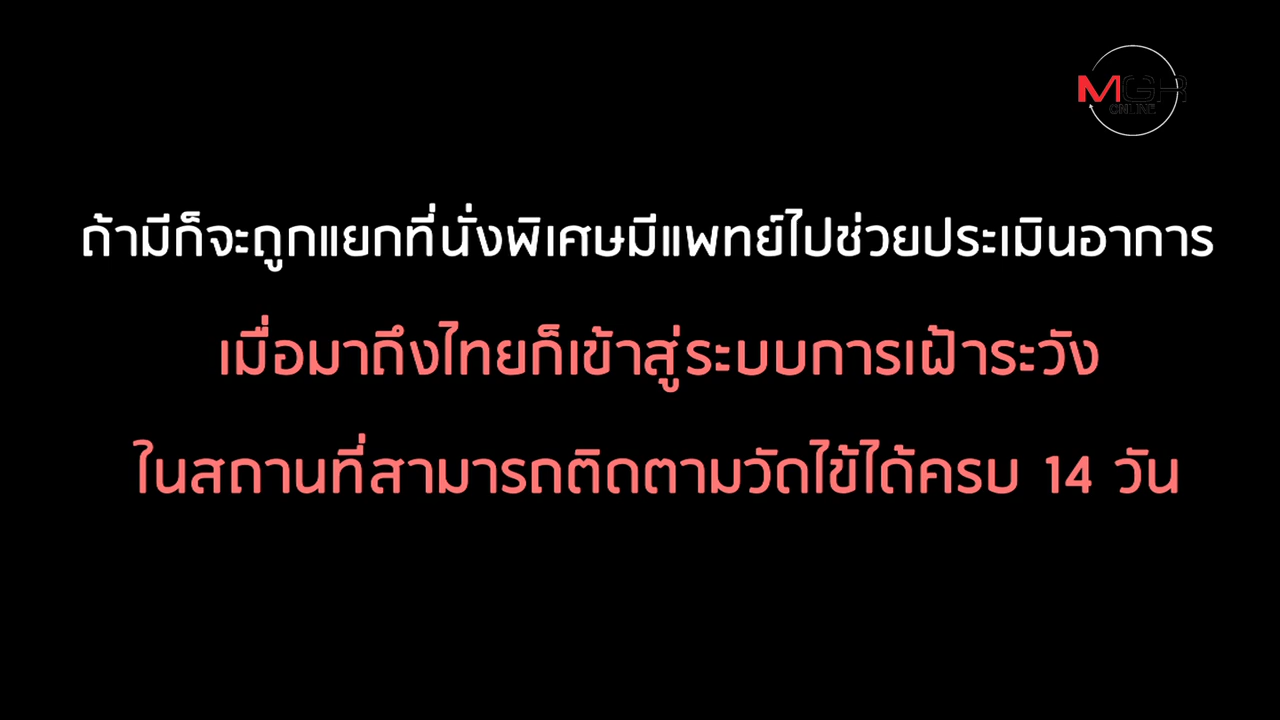 MGR
ONLINE
ถ้ามีก็จะถูกแยกที่นั่งพิเศษมีแพทย์ไปช่วยประเมินอาการ
เมื่อมาถึงไทยก็เข้าสู่ระบบการเฝ้าระวัง
ในสถานที่สามารถติดตามวัดไข้ได้ครบ 14 วัน